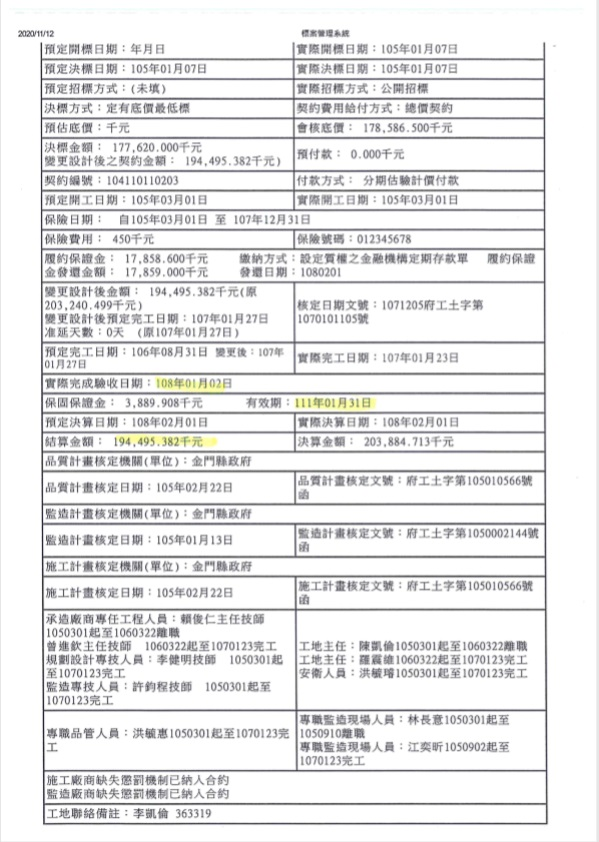 2020/11/12
標案管理系統
預定開標日期：年月日
實際開標日期：105年01月07日
預定決標日期：105年01月07日
實際決標日期：105年01月07日
預定招標方式：(未填)
實際招標方式：公開招標
決標方式：定有底價最低標
契約費用給付方式：總價契約
預估底價：千元
會核底價： 178,586.500千元
決標金額： 177,620.000千元
變更設計後之契約金額： 194,495.382千元)
預付款： 0.000千元
契約編號：104110110203
付款方式： 分期估驗計價付款
預定開工日期：105年03月01日
實際開工日期：105年03月01日
保險日期： 自105年03月01日 至 107年12月31日
保險費用： 450千元
保險號碼：012345678
履約保證金： 17,858.600千元 繳納方式：設定質權之金融機構定期存款單 履約保證
金發還金額： 17,859.000千元 發還日期：1080201
變更設計後金額： 194,495.382千元(原
203,240.499千元)
變更設計後預定完工日期：107年01月27日
准延天數：0天 (原107年01月27日)
核定日期文號：1071205府工土字第
1070101105號
預定完工日期：106年08月31日 變更後：107年
01月27日
實際完工日期：107年01月23日
實際完成驗收日期：108年01月02日
保固保證金： 3,889.908千元 有效期：111年01月31日
預定決算日期：108年02月01日
實際決算日期：108年02月01日
結算金額： 194,495.382千元
決算金額： 203,884.713千元
品質計畫核定機關(單位)：金門縣政府
品質計畫核定日期：105年02月22日
品質計畫核定文號：府工土字第105010566號
函
監造計畫核定機關(單位)：金門縣政府
監造計畫核定日期：105年01月13日
監造計畫核定文號：府工土字第1050002144號
函
施工計畫核定機關(單位)：金門縣政府
施工計畫核定日期：105年02月22日
施工計畫核定文號：府工土字第105010566號
函
承造廠商專任工程人員：賴俊仁主任技師
1050301起至1060322離職
曾進欽主任技師 1060322起至1070123完工
規劃設計專技人員：李健明技師 1050301起
至1070123完工
監造專技人員：許鈞程技師 1050301起至
1070123完工
工地主任：陳凱倫1050301起至1060322離職
工地主任：羅震維1060322起至1070123完工
安衛人員：洪毓瑢1050301起至1070123完工
專職品管人員：洪毓惠1050301起至1070123完
工
專職監造現場人員：林長意1050301起至
1050910離職
專職監造現場人員：江奕昕1050902起至
1070123完工
施工廠商缺失懲罰機制已納入合約
監造廠商缺失懲罰機制已納入合約
工地聯絡備註：李凱倫 363319